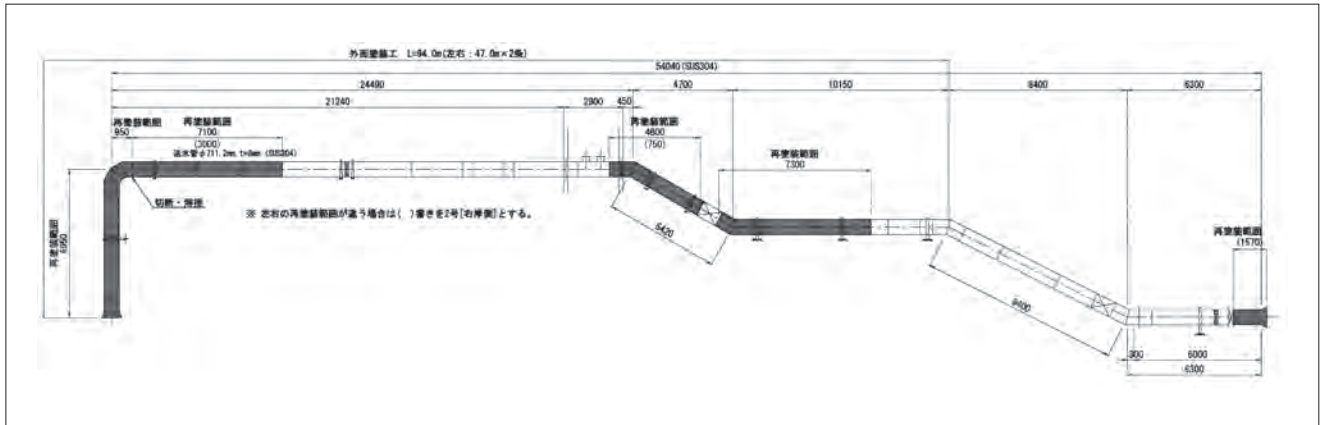 外面塗装工 L=94.0m(左右:47.0m×2条)
54040(SUS304)
24490
4700
10150
8400
6300
21240
2800
450
再塗装範囲
950
再塗装範囲
7100
(3000)
送水管φ711.2mm,t=8mm (SUS304)
再塗装範囲
4600
(750)
再塗装範囲
7300
切断・溶接
※ 左右の再塗装範囲が違う場合は( )書きを2号[右岸側]とする。
再塗装範囲
6950
5420
9400
再塗装範囲
(1570)
300
6000
6300